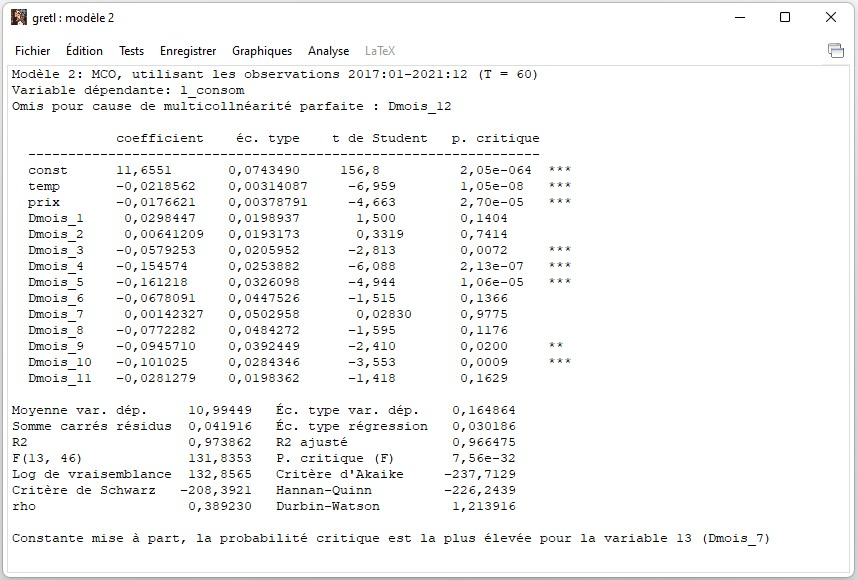 gretl : modèle 2
Fichier Édition Tests Enregistrer Graphiques Analyse LaTeX
Modèle 2: MCO, utilisant les observations 2017:01-2021:12 (T = 60)
Variable dépendante: l_consom
Omis pour cause de multicollnéarité parfaite : Dmois_12
coefficient éc. type t de Student p. critique
---------------------------------------------------------------
const 11,6551 0,0743490 156,8 2,05e-064 ***
temp -0,0218562 0,00314087 -6,959 1,05e-08 ***
prix -0,0176621 0,00378791 -4,663 2,70e-05 ***
Dmois_1 0,0298447 0,0198937 1,500 0,1404
Dmois_2 0,00641209 0,0193173 0,3319 0,7414
Dmois_3 -0,0579253 0,0205952 -2,813 0,0072 ***
Dmois_4 -0,154574 0,0253882 -6,088 2,13e-07 ***
Dmois_5 -0,161218 0,0326098 -4,944 1,06e-05 ***
Dmois_6 -0,0678091 0,0447526 -1,515 0,1366
Dmois_7 0,00142327 0,0502958 0,02830 0,9775
Dmois_8 -0,0772282 0,0484272 -1,595 0,1176
Dmois_9 -0,0945710 0,0392449 -2,410 0,0200 **
Dmois_10 -0,101025 0,0284346 -3,553 0,0009 ***
Dmois_11 -0,0281279 0,0198362 -1,418 0,1629
Moyenne var. dép. 10,99449 Éc. type var. dép. 0,164864
Somme carrés résidus 0,041916 Éc. type régression 0,030186
R2 0,973862 R2 ajusté 0,966475
F(13, 46) 131,8353 P. critique (F) 7,56e-32
Log de vraisemblance 132,8565 Critère d'Akaike -237,7129
Critère de Schwarz -208,3921 Hannan-Quinn -226,2439
rho 0,389230 Durbin-Watson 1,213916
Constante mise à part, la probabilité critique est la plus élevée pour la variable 13 (Dmois_7)